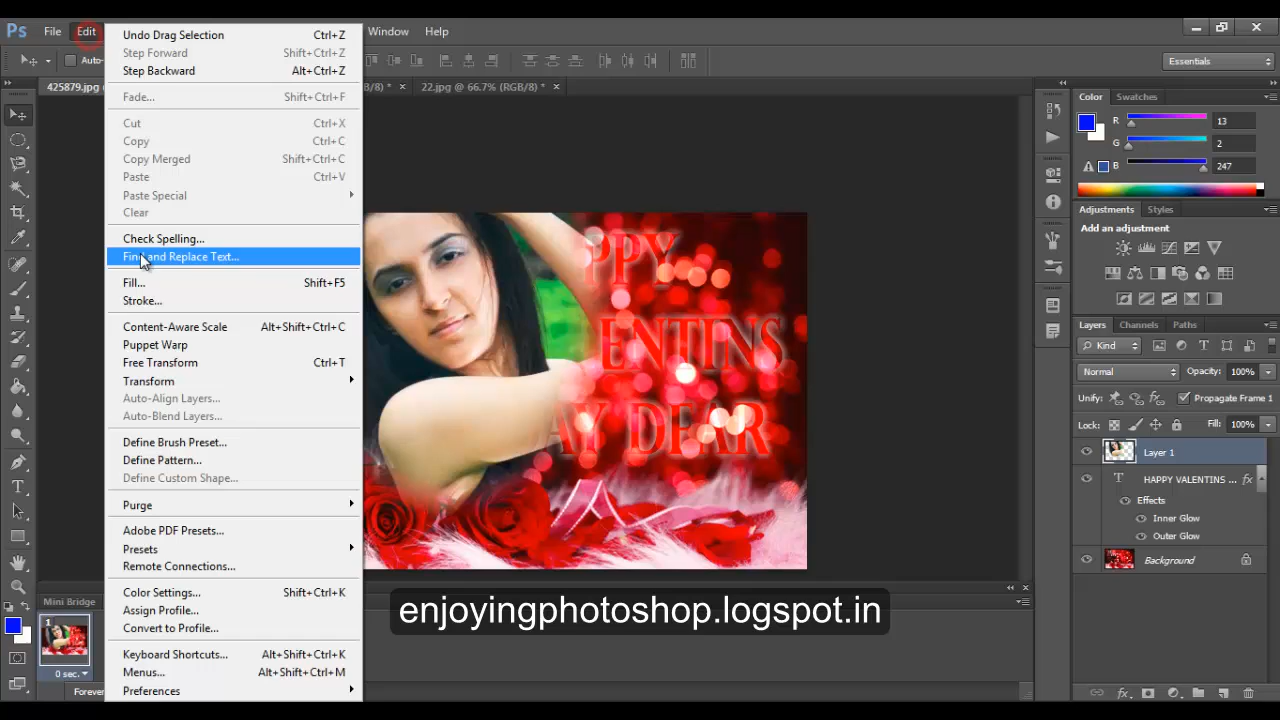 Ps File Edit Window Help
Auto-
Essentials
425879.jpg B/8) * × 22.jpg @ 66.7% (RGB/8) * ×
Undo Drag Selection Ctrl+Z
Step Forward Shift+Ctrl+Z
Step Backward Alt+Ctrl+Z
Fade... Shift+Ctrl+F
Cut Ctrl+X
Copy Ctrl+C
Copy Merged Shift+Ctrl+C
Paste Ctrl+V
Paste Special
Clear
Check Spelling...
Find and Replace Text...
Fill... Shift+F5
Stroke...
Content-Aware Scale Alt+Shift+Ctrl+C
Puppet Warp
Free Transform Ctrl+T
Transform
Auto-Align Layers...
Auto-Blend Layers...
Define Brush Preset...
Define Pattern...
Define Custom Shape...
Purge
Adobe PDF Presets...
Presets
Remote Connections...
Color Settings... Shift+Ctrl+K
Assign Profile...
Convert to Profile...
Keyboard Shortcuts... Alt+Shift+Ctrl+K
Menus... Alt+Shift+Ctrl+M
Preferences
PPY
ENTINS
AY DEAR
enjoyingphotoshop.logspot.in
Mini Bridge
1
0 sec.
Forever
Color Swatches
R 13
G 2
B 247
Adjustments Styles
Add an adjustment
Layers Channels Paths
Kind
Normal Opacity: 100%
Unify: Propagate Frame 1
Lock: Fill: 100%
Layer 1
T HAPPY VALENTINS ... fx
Effects
Inner Glow
Outer Glow
Background